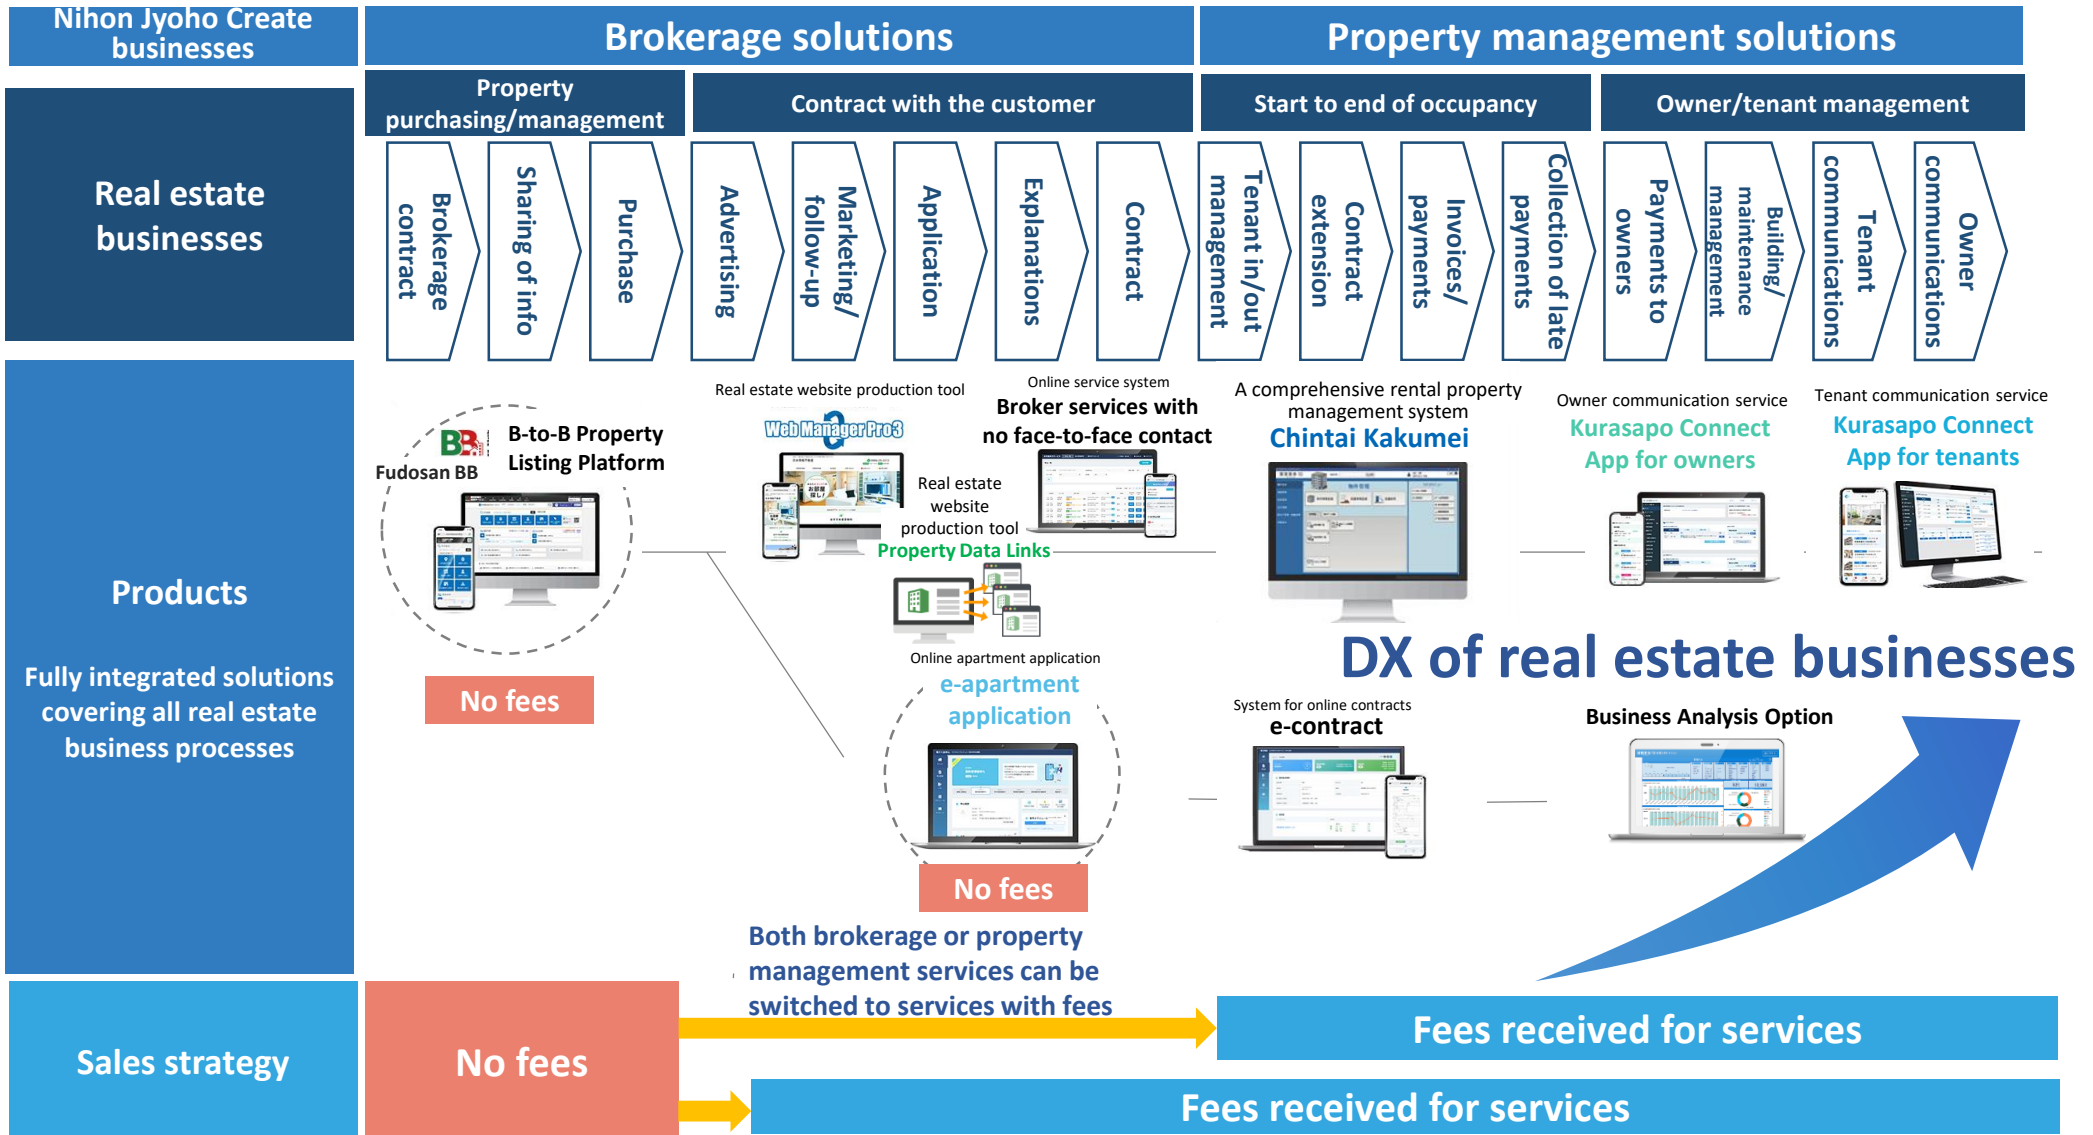 Nihon Jyoho Create
businesses
Brokerage solutions
Property management solutions
Property
purchasing/management
Contract with the customer
Start to end of occupancy
Owner/tenant management
Real estate
businesses
Brokerage
contract
Sharing of info
Purchase
Advertising
Marketing/
follow-up
Application
Explanations
Contract
Tenant in/out
management
Contract
extension
Invoices/
payments
Collection of late
payments
Payments to
owners
Building/
maintenance
management
Tenant
communications
Owner
communications
Products
Fully integrated solutions
covering all real estate
business processes
BB
Fudosan BB
B-to-B Property
Listing Platform
No fees
Real estate website production tool
Web Manager Pro3
お部屋
探し!
Real estate
website
production tool
Property Data Links
Online service system
Broker services with
no face-to-face contact
Online apartment application
e-apartment
application
No fees
A comprehensive rental property
management system
Chintai Kakumei
Owner communication service
Kurasapo Connect
App for owners
Tenant communication service
Kurasapo Connect
App for tenants
DX of real estate businesses
System for online contracts
e-contract
Business Analysis Option
Both brokerage or property
management services can be
switched to services with fees
Sales strategy
No fees
Fees received for services
Fees received for services